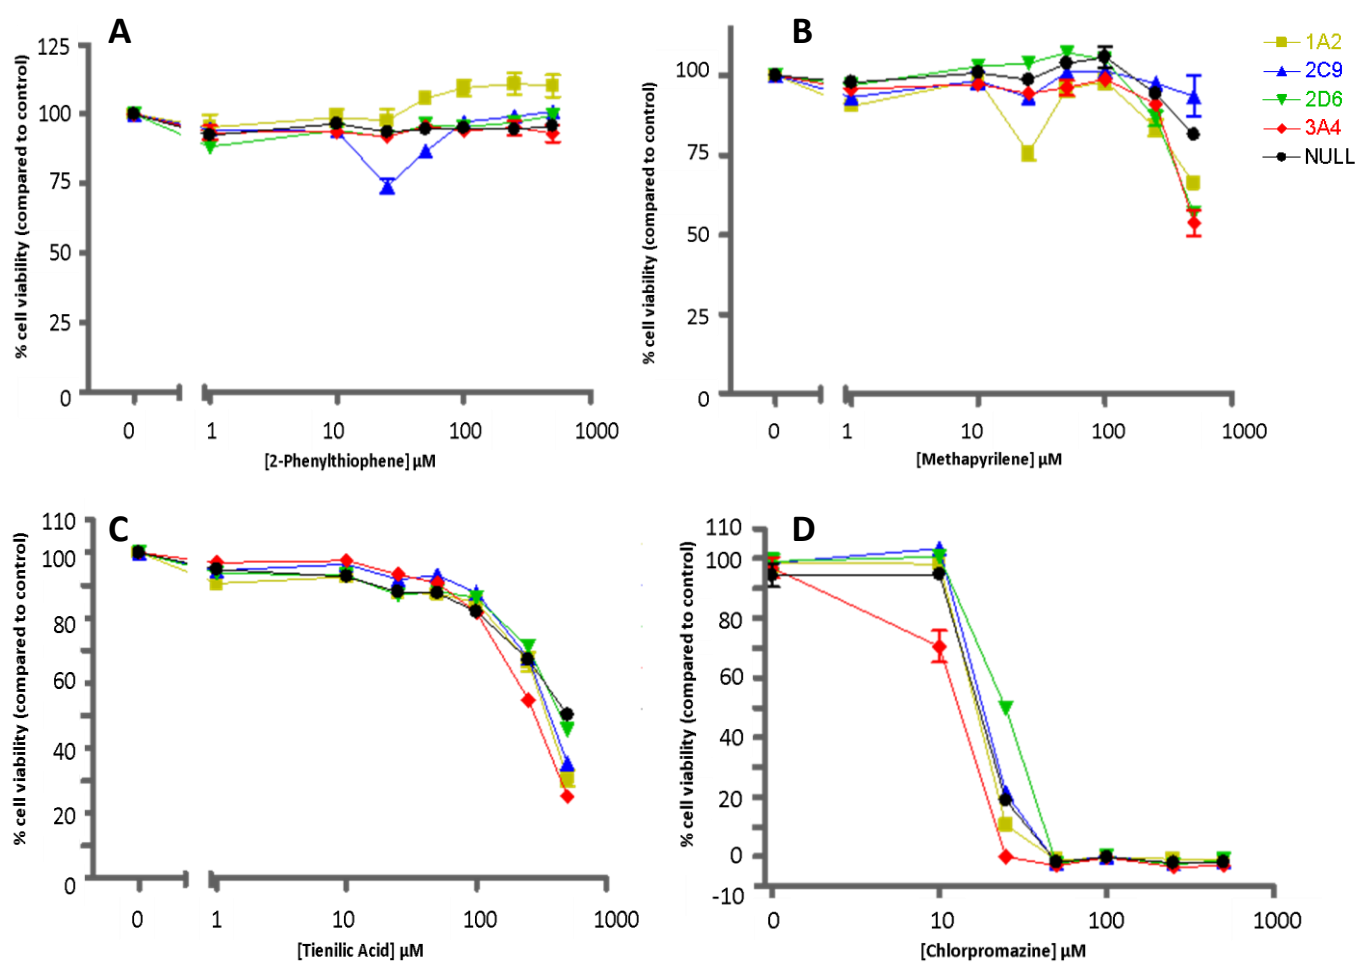 A
% cell viability (compared to control)
125
100
75
50
25
0
0 1 10 100 1000
[2-Phenylthiophene] µM
B
% cell viability (compared to control)
100
75
50
25
0
0 1 10 100 1000
[Methapyrilene] µM
1A2
2C9
2D6
3A4
NULL
C
% cell viability (compared to control)
110
100
80
60
40
20
0
0 1 10 100 1000
[Tienilic Acid] µM
D
% cell viability (compared to control)
110
100
80
60
40
20
0
-10
0 10 100 1000
[Chlorpromazine] µM